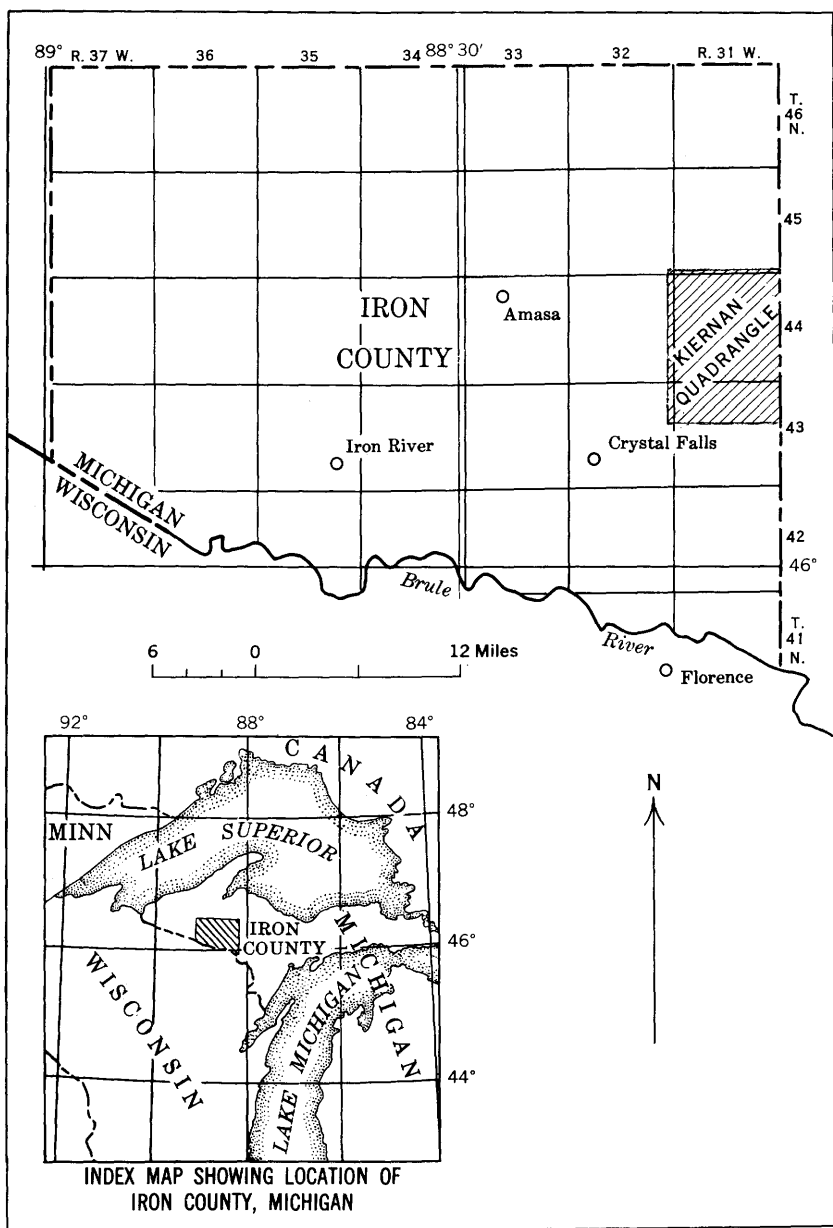 89° R. 37 W. 36 35 34 88° 30′ 33 32 R. 31 W.
T.
46
N.
45
IRON
COUNTY
Amasa
KIERNAN
QUADRANGLE
44
43
Iron River
Crystal Falls
MICHIGAN
WISCONSIN
42
46°
Brule
River
T.
41
N.
Florence
6 0 12 Miles
92° 88° 84°
CANADA
48°
MINN
LAKE SUPERIOR
IRON
COUNTY
46°
MICHIGAN
WISCONSIN
LAKE MICHIGAN
44°
N
INDEX MAP SHOWING LOCATION OF
IRON COUNTY, MICHIGAN